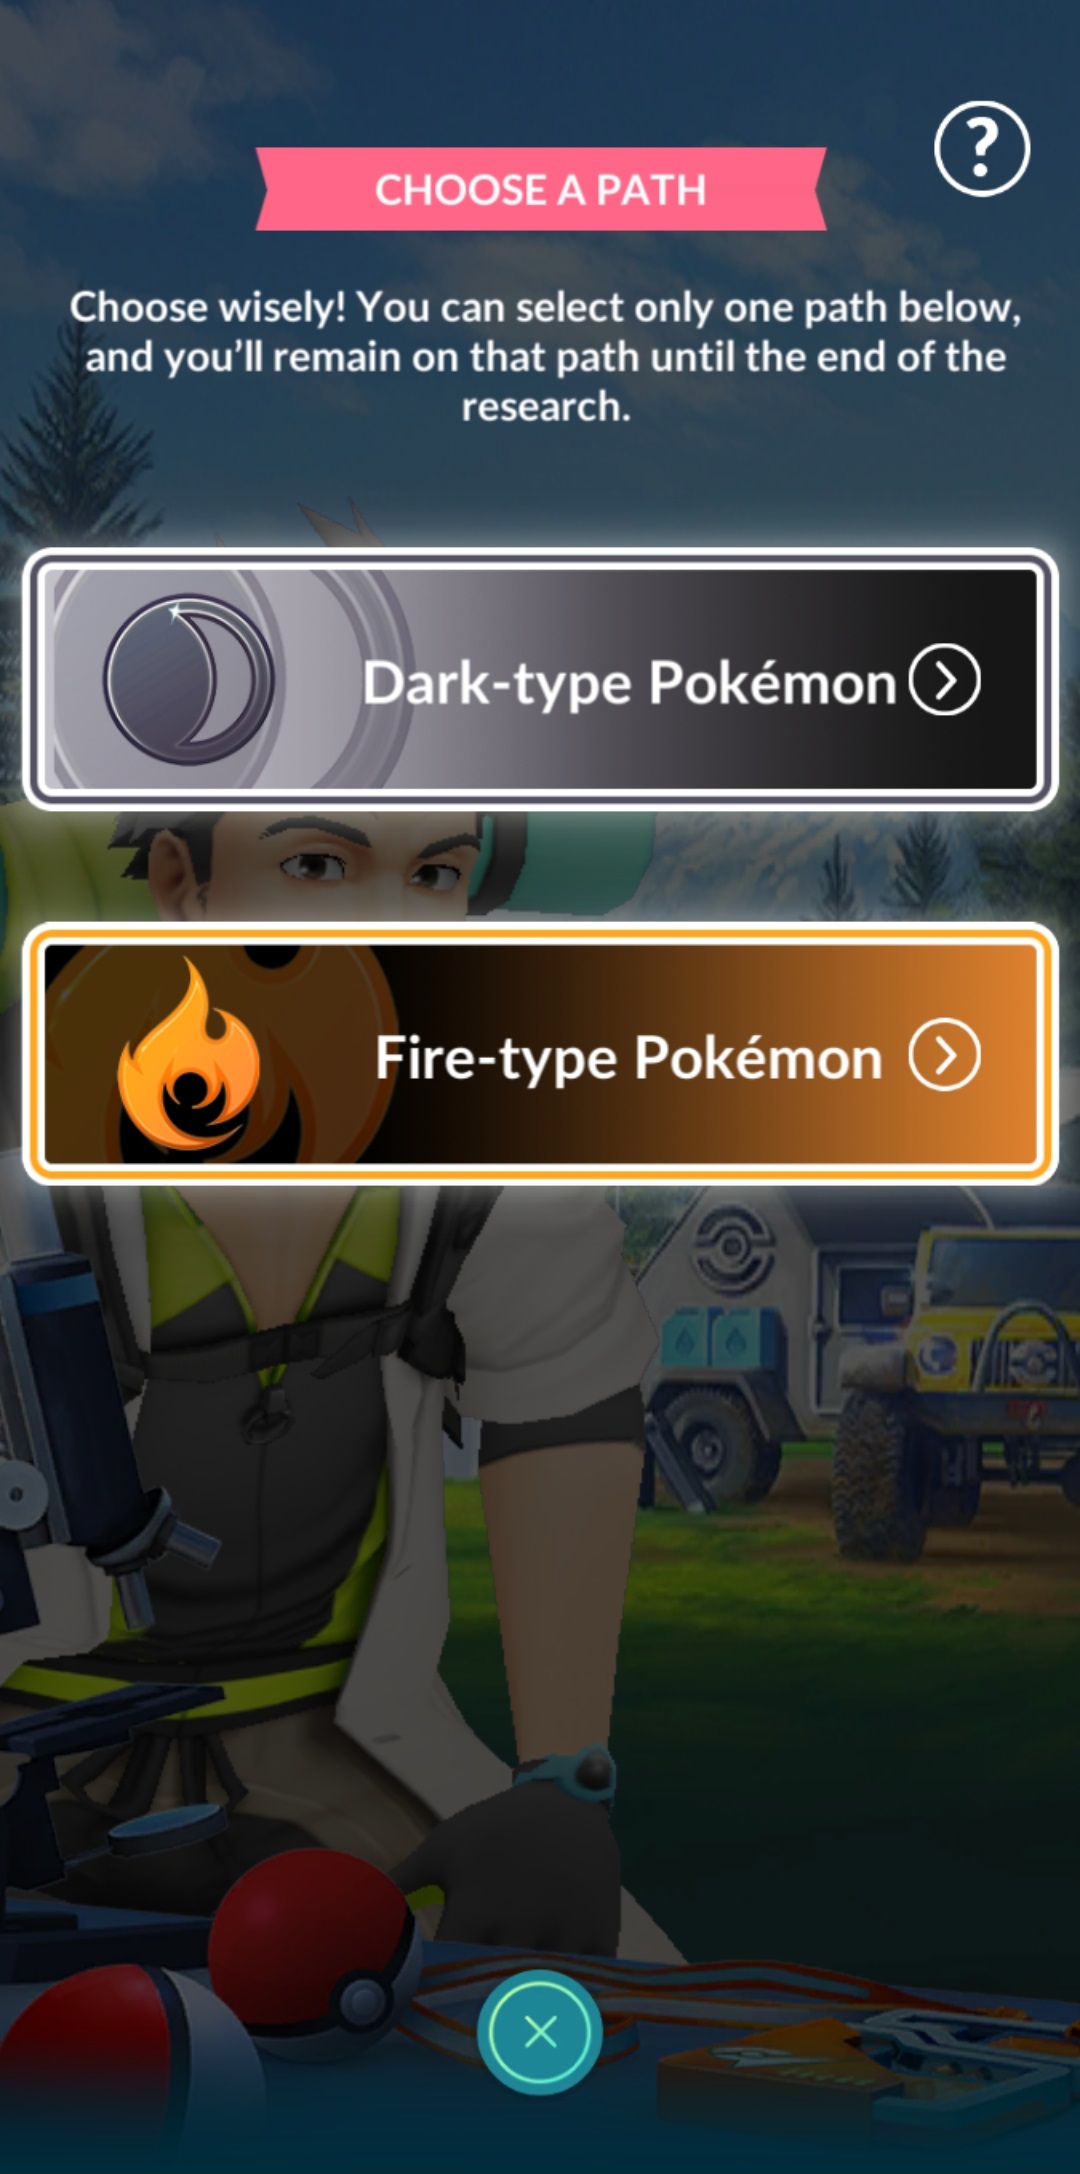 ?
CHOOSE A PATH
Choose wisely! You can select only one path below,
and you’ll remain on that path until the end of the
research.
Dark-type Pokémon
Fire-type Pokémon